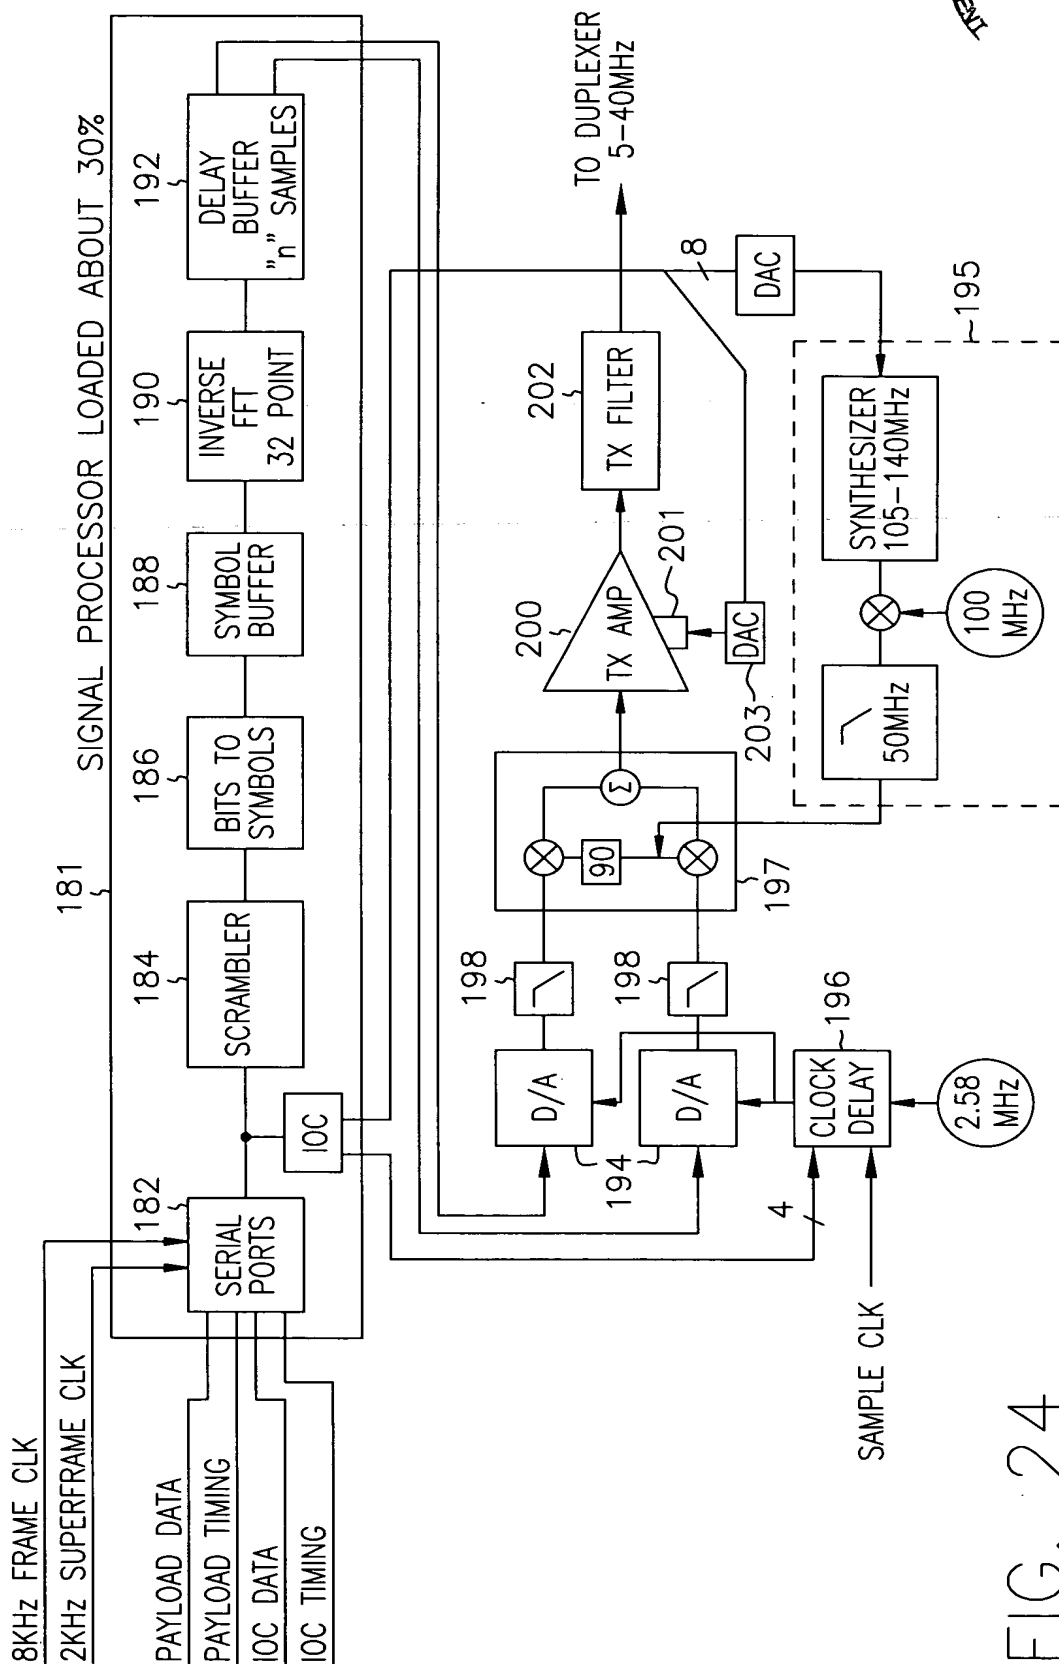 SIGNAL PROCESSOR LOADED ABOUT 30%
181
8KHz FRAME CLK
2KHz SUPERFRAME CLK
PAYLOAD DATA
PAYLOAD TIMING
IOC DATA
IOC TIMING
182
SERIAL
PORTS
IOC
184
SCRAMBLER
186
BITS TO
SYMBOLS
188
SYMBOL
BUFFER
190
INVERSE
FFT
32 POINT
192
DELAY
BUFFER
"n" SAMPLES
194
D/A
D/A
198
198
90
Σ
197
200
TX AMP
201
DAC
203
202
TX FILTER
TO DUPLEXER
5-40MHz
8
DAC
195
SYNTHESIZER
105-140MHz
100
MHz
50MHz
4
SAMPLE CLK
196
CLOCK
DELAY
2.58
MHz
FIG. 24